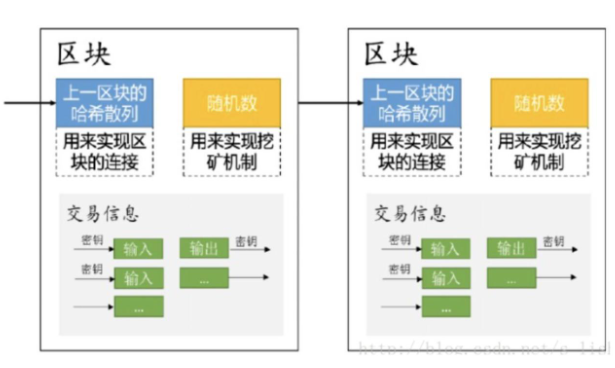 区块
上一区块的
哈希散列
随机数
用来实现区
块的连接
用来实现挖
矿机制
交易信息
密钥
输入
输出
密钥
密钥
输入
...
...
区块
上一区块的
哈希散列
随机数
用来实现区
块的连接
用来实现挖
矿机制
交易信息
密钥
输入
输出
密钥
密钥
输入
...
...
http://blog.csdn.net/